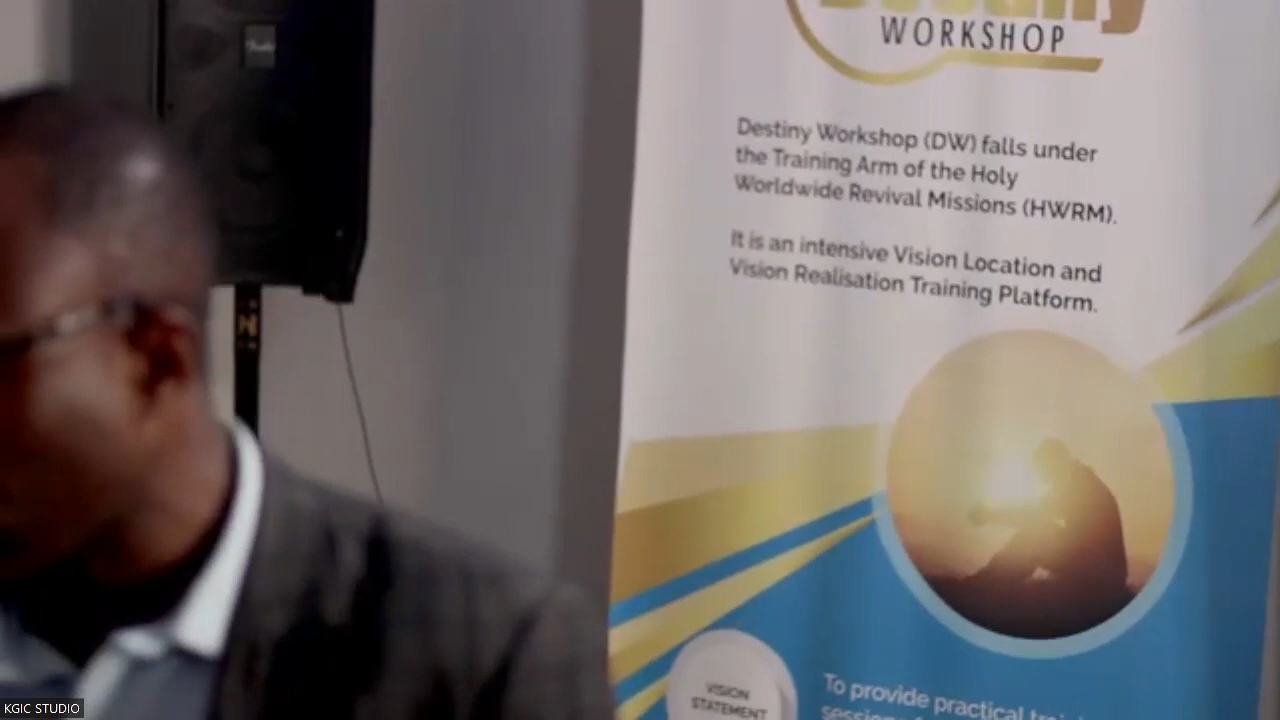 Destiny
WORKSHOP
Destiny Workshop (DW) falls under
the Training Arm of the Holy
Worldwide Revival Missions (HWRM).
It is an intensive Vision Location and
Vision Realisation Training Platform.
VISION
STATEMENT
To provide practical
KGIC STUDIO